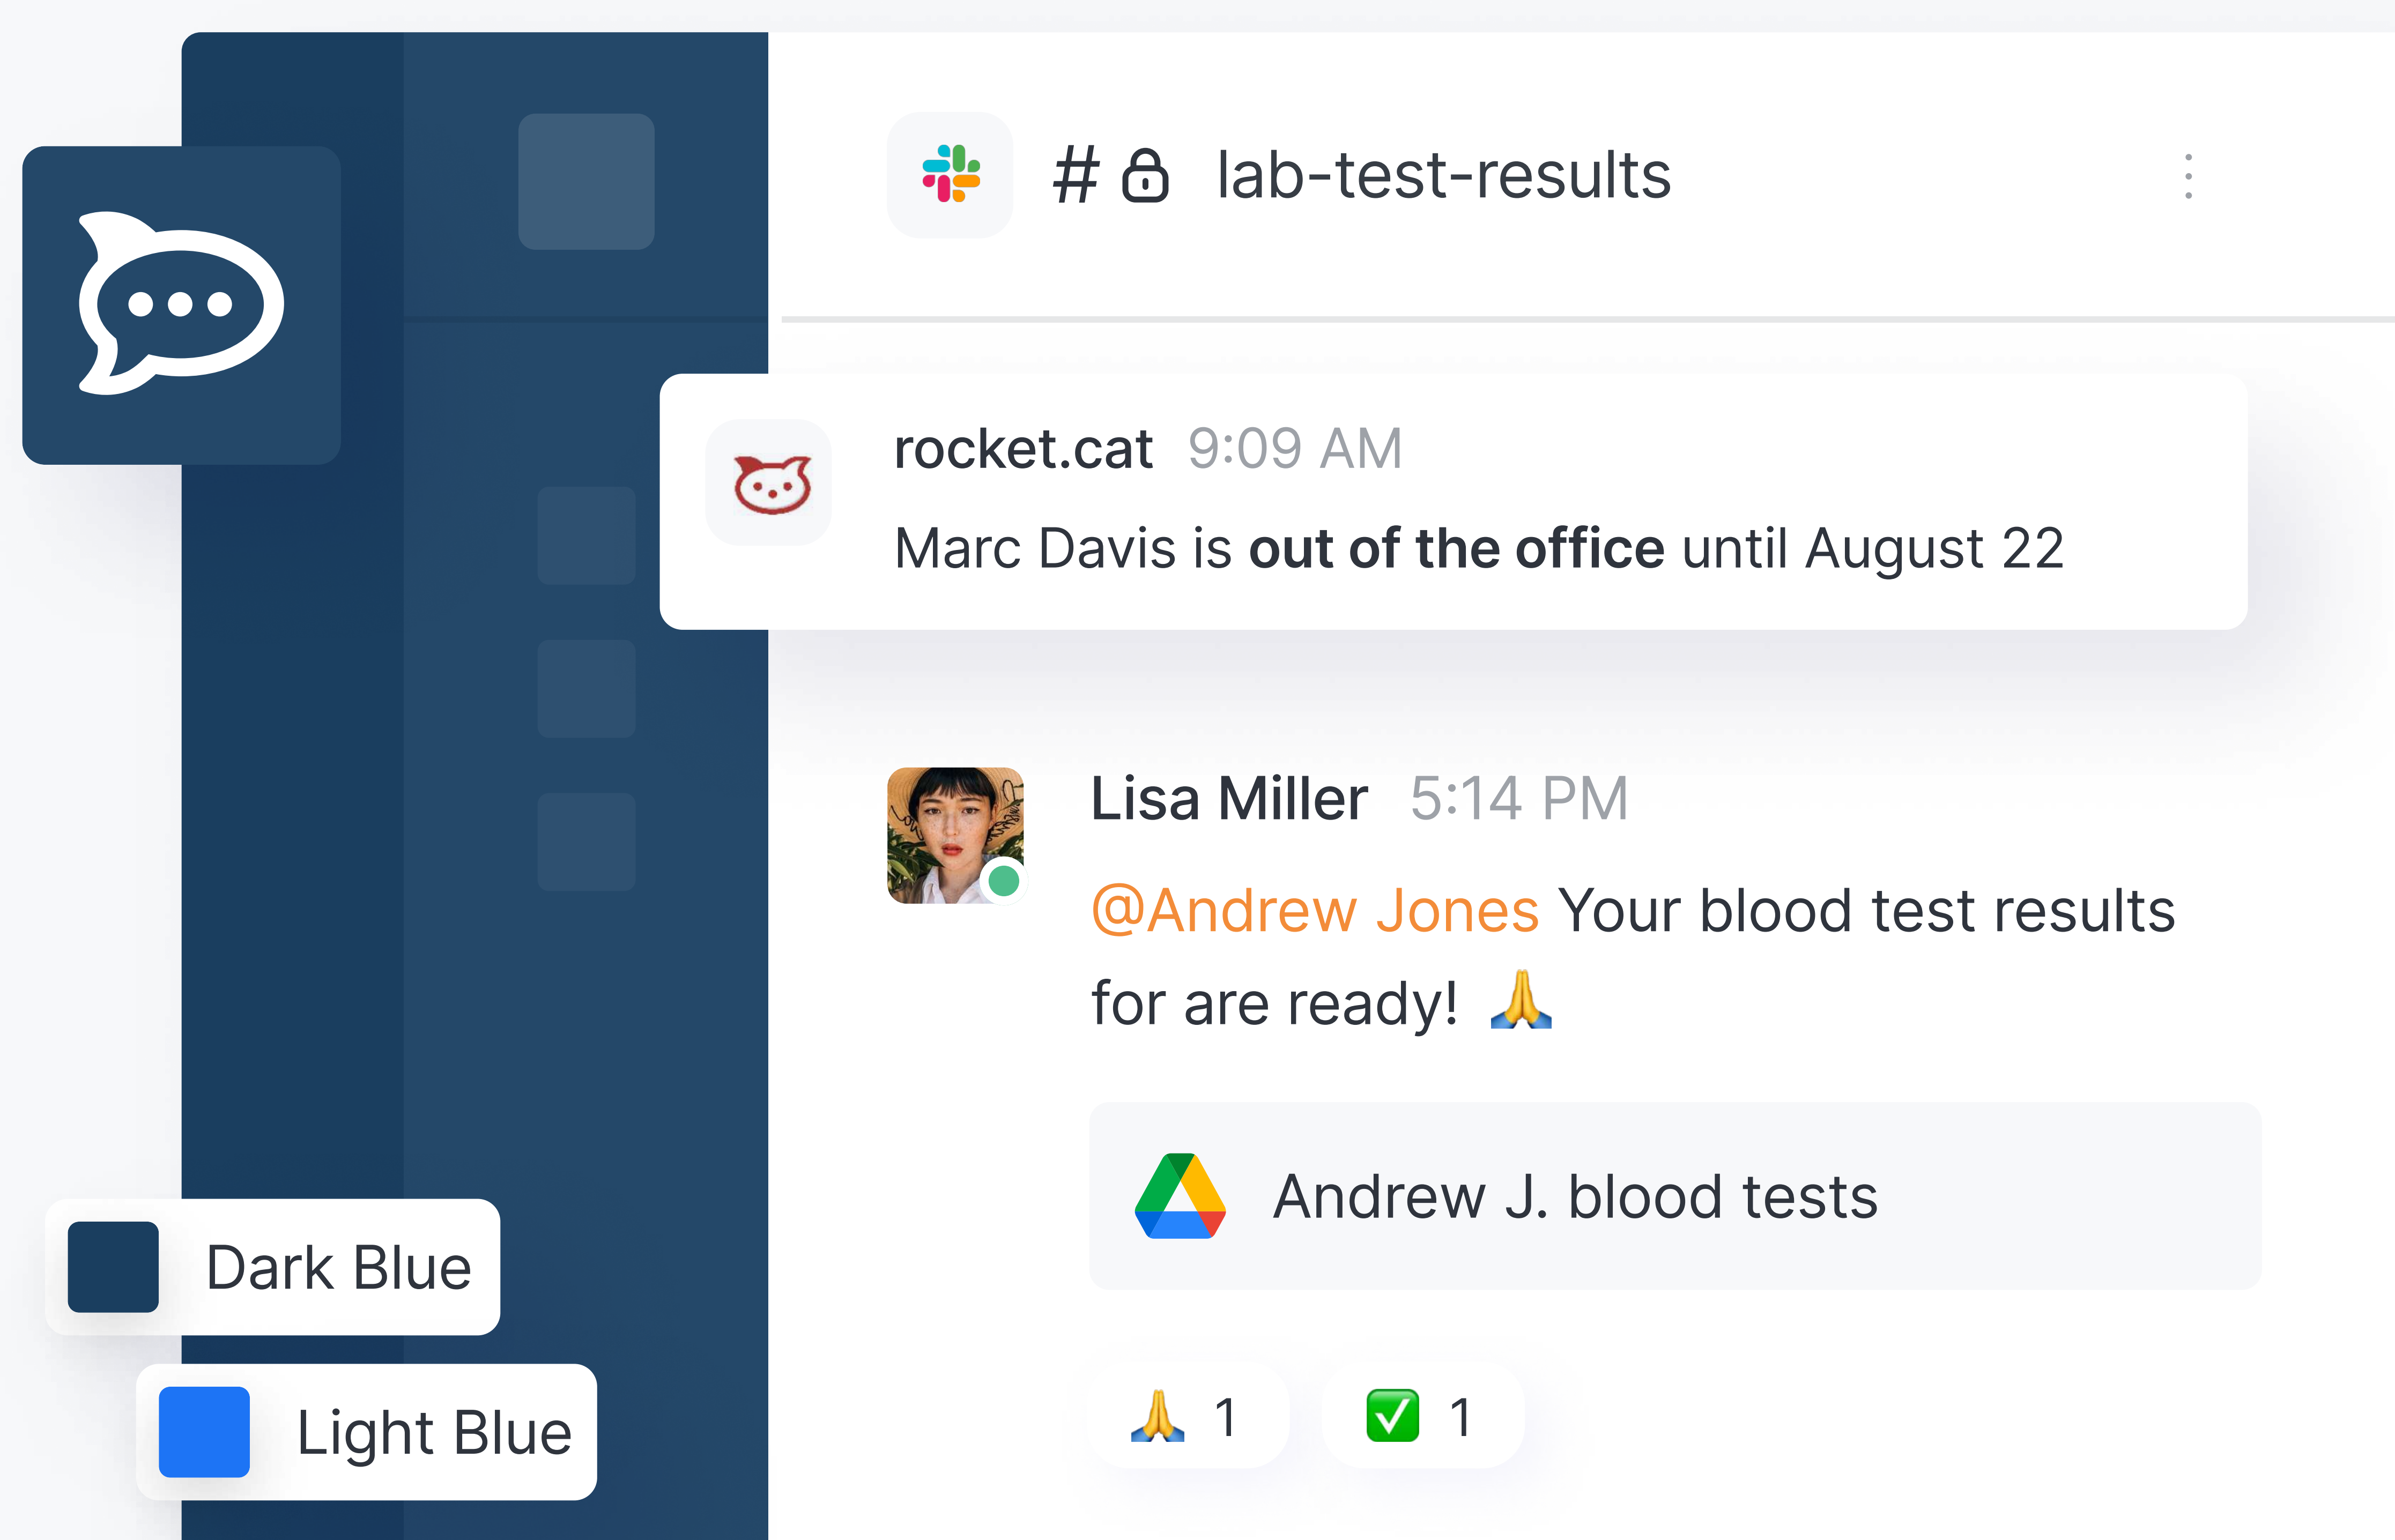 # lab-test-results
rocket.cat 9:09 AM
Marc Davis is out of the office until August 22
Lisa Miller 5:14 PM
@Andrew Jones Your blood test results
for are ready! 🙏
Andrew J. blood tests
🙏 1 ✅ 1
Dark Blue
Light Blue